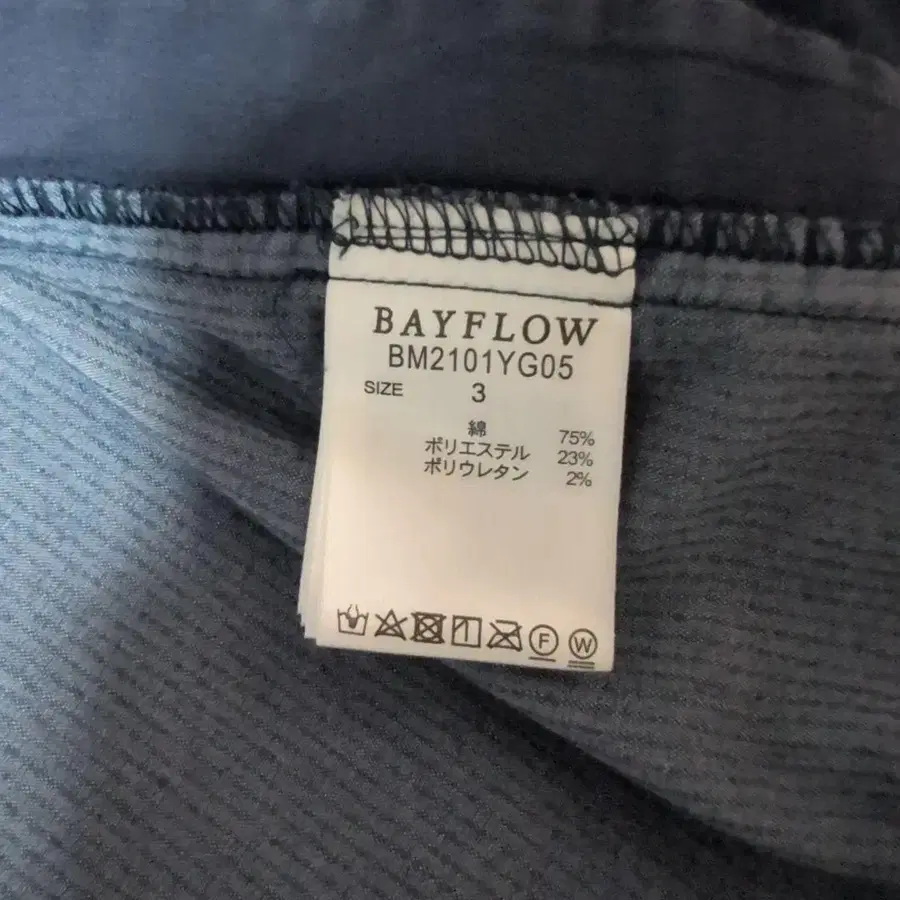 BAYFLOW
BM2101YG05
SIZE 3
綿 75%
ポリエステル 23%
ポリウレタン 2%
F W